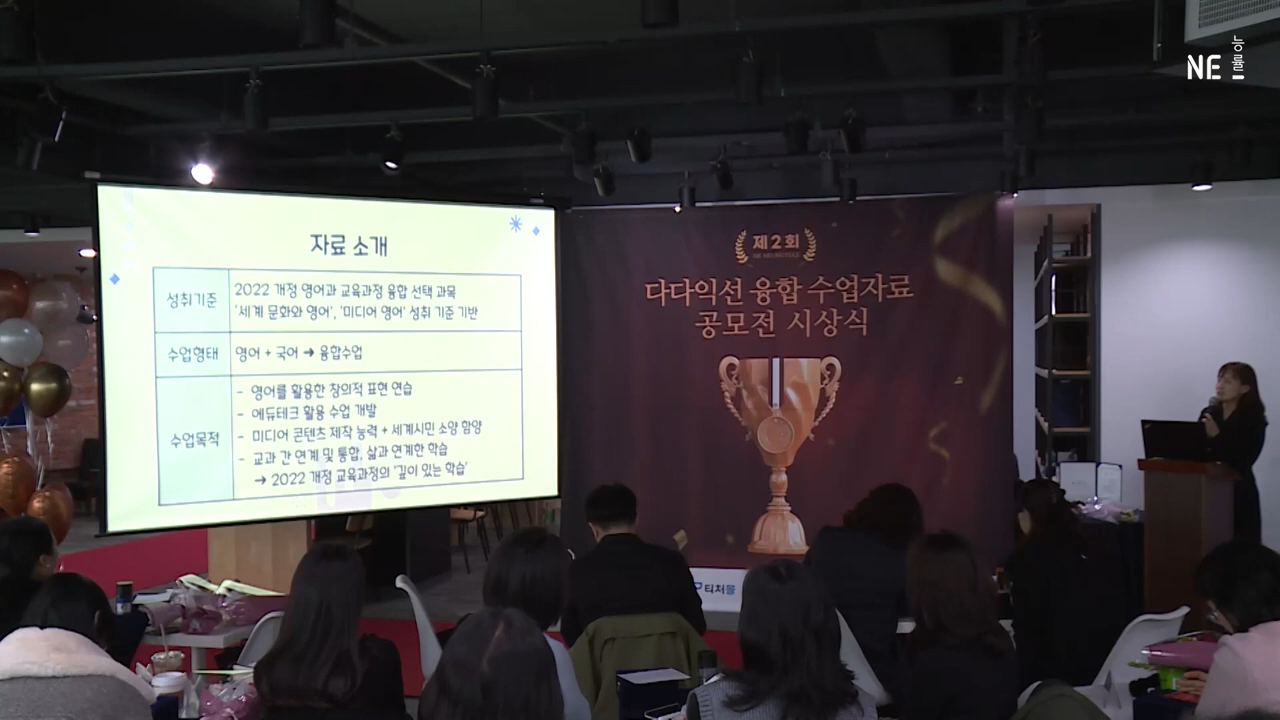 NE 능률
자료 소개
성취기준
2022 개정 영어과 교육과정 융합 선택 과목
'세계 문화와 영어', '미디어 영어' 성취 기준 기반
수업형태
영어 + 국어 → 융합수업
수업목적
- 영어를 활용한 창의적 표현 연습
- 에듀테크 활용 수업 개발
- 미디어 콘텐츠 제작 능력 + 세계시민 소양 함양
- 교과 간 연계 및 통합, 삶과 연계한 학습
→ 2022 개정 교육과정의 '깊이 있는 학습'
제2회
다다익선 융합 수업자료
공모전 시상식
티처몰